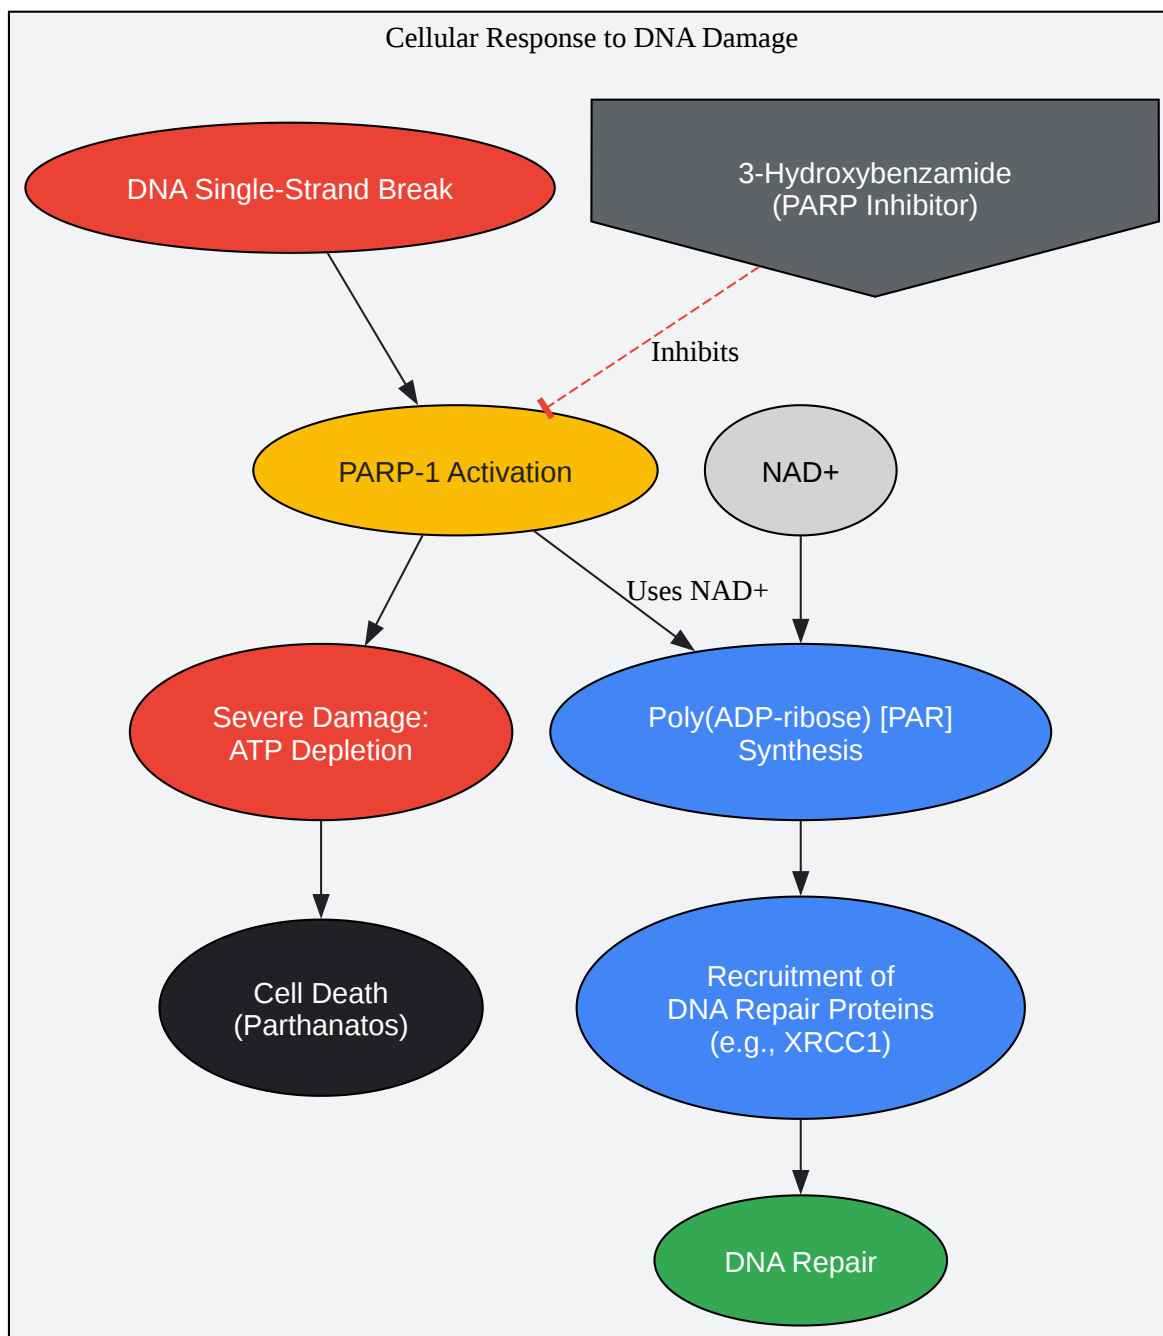 Cellular Response to DNA Damage
DNA Single-Strand Break
3-Hydroxybenzamide
(PARP Inhibitor)
Inhibits
PARP-1 Activation
NAD+
Uses NAD+
Severe Damage:
ATP Depletion
Poly(ADP-ribose) [PAR]
Synthesis
Cell Death
(Parthanatos)
Recruitment of
DNA Repair Proteins
(e.g., XRCC1)
DNA Repair